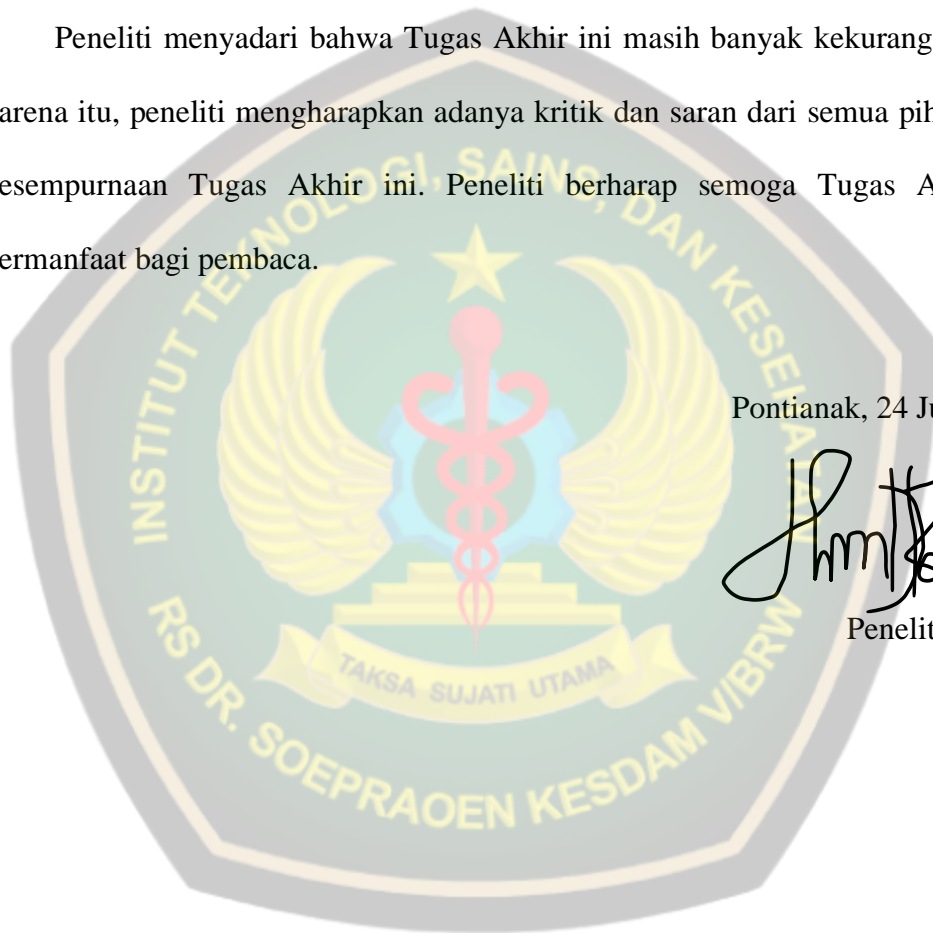 Peneliti menyadari bahwa Tugas Akhir ini masih banyak kekurang
arena itu, peneliti mengharapkan adanya kritik dan saran dari semua pih
esempurnaan Tugas Akhir ini. Peneliti berharap semoga Tugas A
ermanfaat bagi pembaca.
INSTITUT TEKNOLOGI, SAINS, DAN KESEHATAN
Pontianak, 24 Ju
Penelit
TAKSA SUJATI UTAMA
RS DR. SOEPRAOEN KESDAM V/BRW